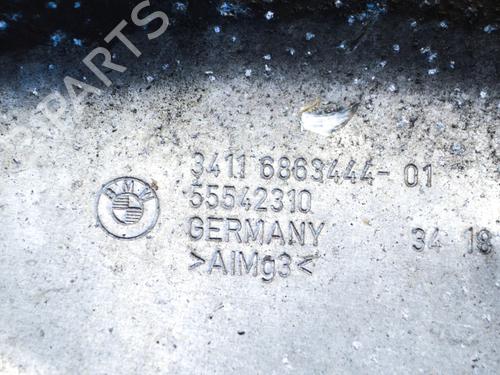 3411 6863444-01
55542310
BMW
GERMANY 34 18
>AlMg3<
B-PARTS